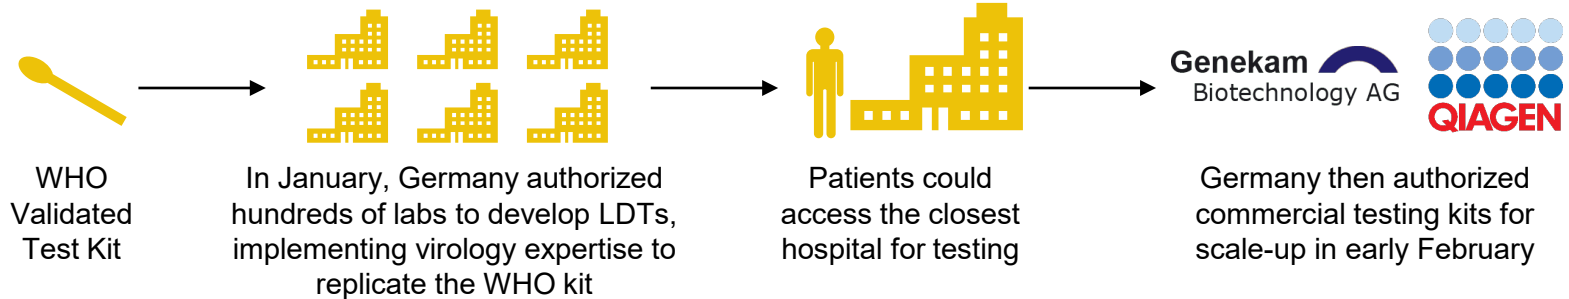 WHO
Validated
Test Kit
In January, Germany authorized
hundreds of labs to develop LDTs,
implementing virology expertise to
replicate the WHO kit
Patients could
access the closest
hospital for testing
Genekam
Biotechnology AG
QIAGEN
Germany then authorized
commercial testing kits for
scale-up in early February